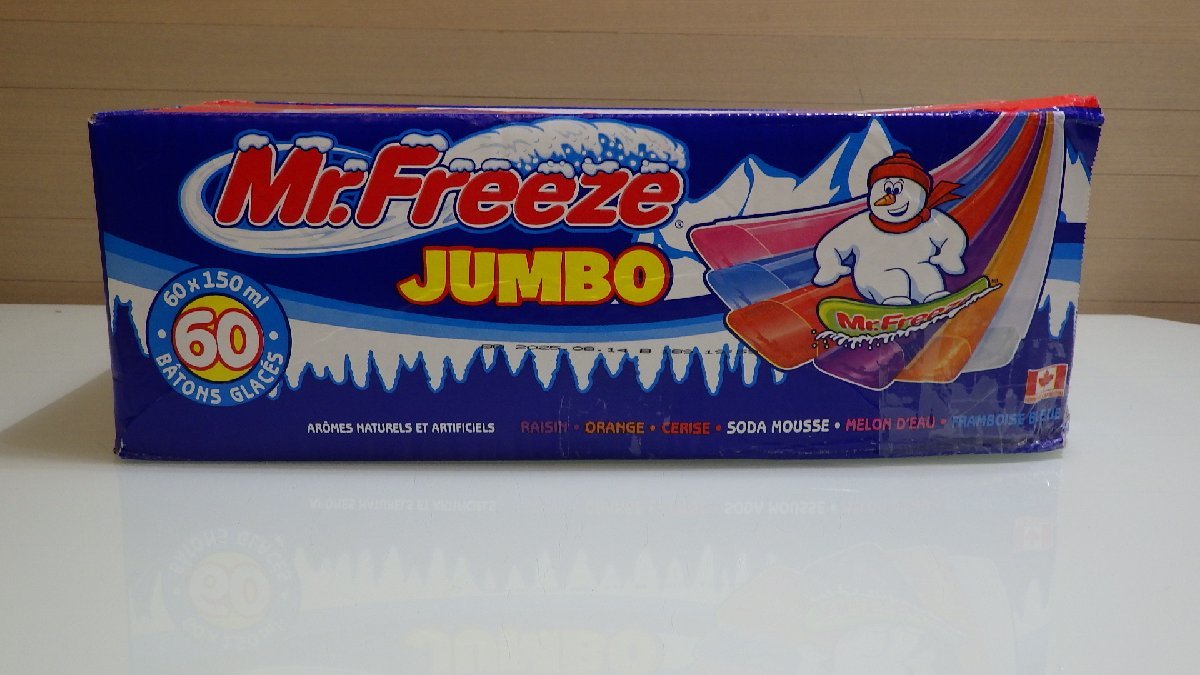 Mr. Freeze®
JUMBO
60 x 150 ml
60
BÂTONS GLACÉS
Mr. Freeze
2025
ARÔMES NATURELS ET ARTIFICIELS
RAISIN • ORANGE • CERISE • SODA MOUSSE • MELON D'EAU • FRAMBOISE BLEUE